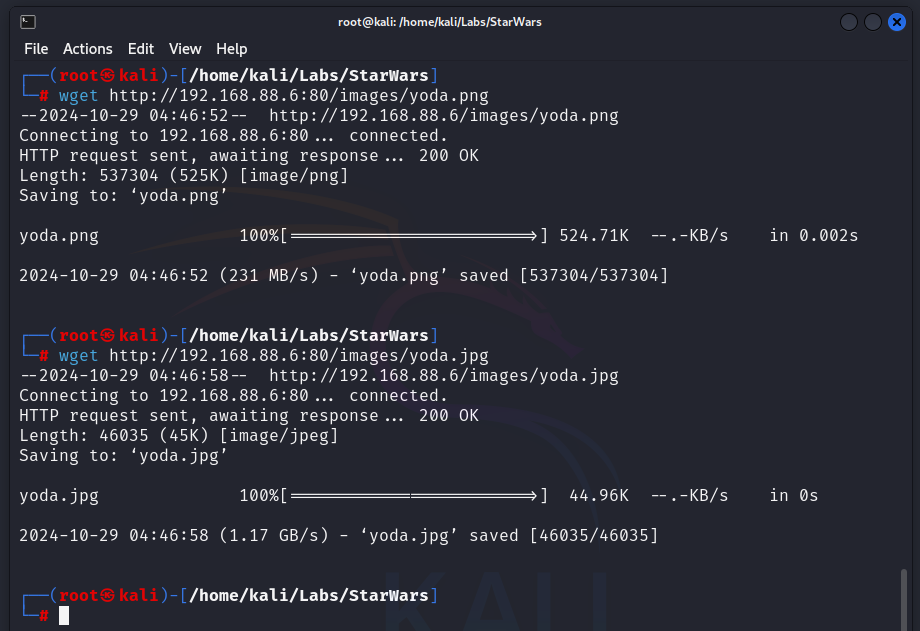 root@kali: /home/kali/Labs/StarWars
File Actions Edit View Help
┌──(root㉿kali)-[/home/kali/Labs/StarWars]
└─# wget http://192.168.88.6:80/images/yoda.png
--2024-10-29 04:46:52--  http://192.168.88.6/images/yoda.png
Connecting to 192.168.88.6:80... connected.
HTTP request sent, awaiting response... 200 OK
Length: 537304 (525K) [image/png]
Saving to: ‘yoda.png’
yoda.png              100%[=========================>] 524.71K  --.-KB/s    in 0.002s
2024-10-29 04:46:52 (231 MB/s) - ‘yoda.png’ saved [537304/537304]
┌──(root㉿kali)-[/home/kali/Labs/StarWars]
└─# wget http://192.168.88.6:80/images/yoda.jpg
--2024-10-29 04:46:58--  http://192.168.88.6/images/yoda.jpg
Connecting to 192.168.88.6:80... connected.
HTTP request sent, awaiting response... 200 OK
Length: 46035 (45K) [image/jpeg]
Saving to: ‘yoda.jpg’
yoda.jpg              100%[=========================>]  44.96K  --.-KB/s    in 0s
2024-10-29 04:46:58 (1.17 GB/s) - ‘yoda.jpg’ saved [46035/46035]
┌──(root㉿kali)-[/home/kali/Labs/StarWars]
└─#
KALI